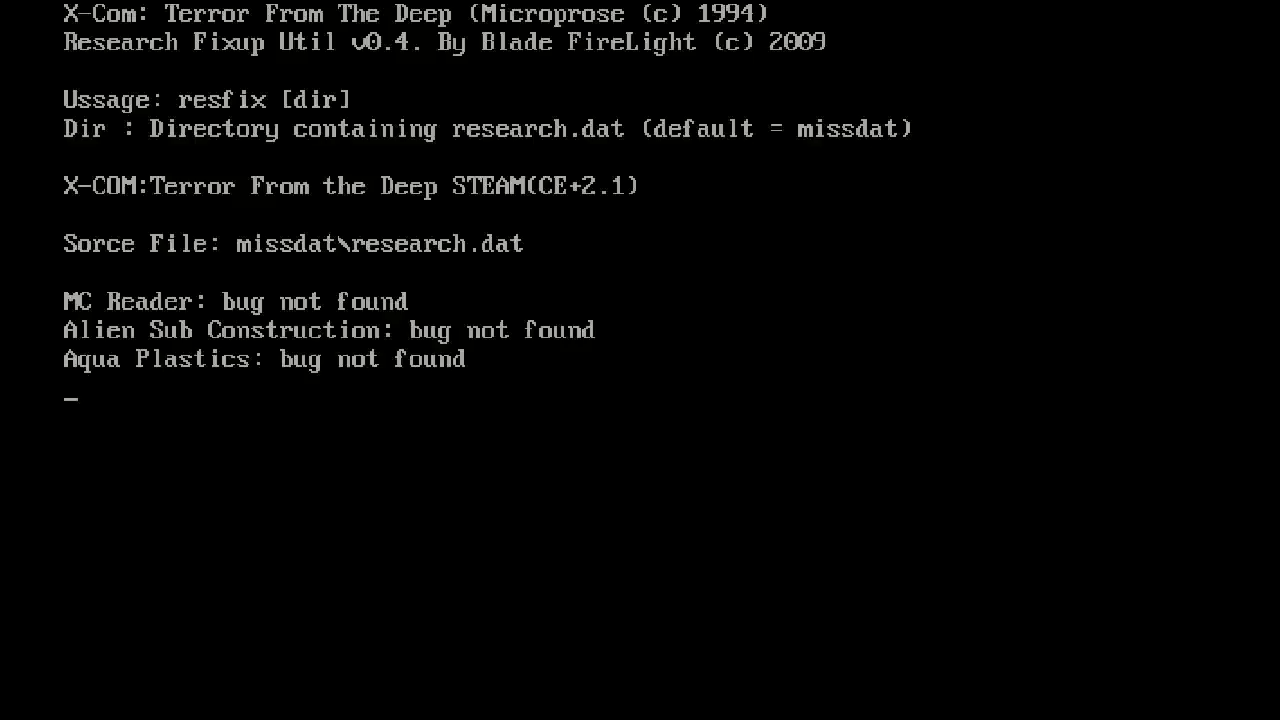 X-Com: Terror From The Deep (Microprose (c) 1994)
Research Fixup Util v0.4. By Blade FireLight (c) 2009
Ussage: resfix [dir]
Dir : Directory containing research.dat (default = missdat)
X-COM:Terror From the Deep STEAM(CE+2.1)
Sorce File: missdat\research.dat
MC Reader: bug not found
Alien Sub Construction: bug not found
Aqua Plastics: bug not found
_